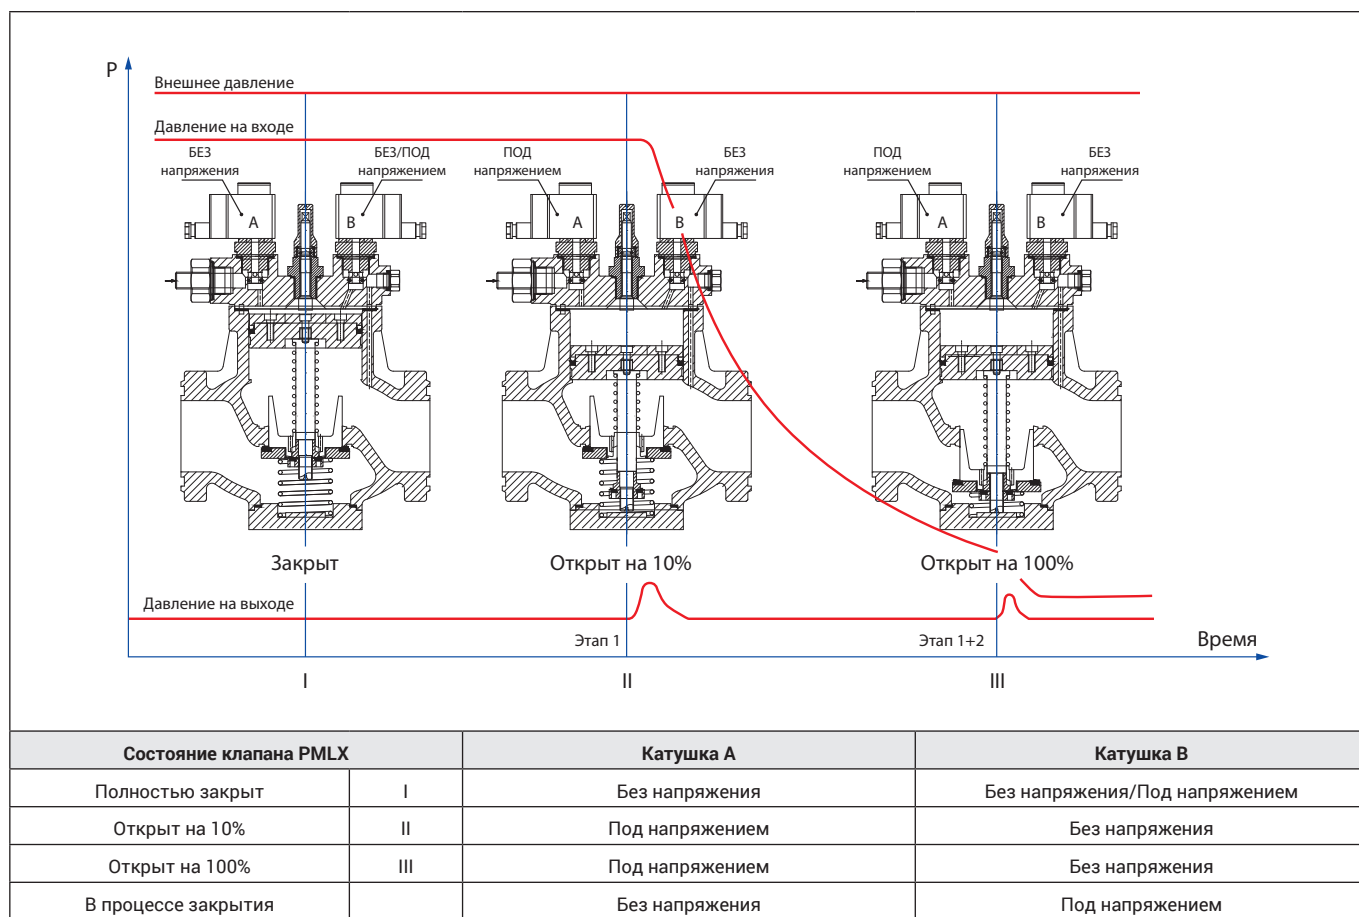 P
Внешнее давление
Давление на входе
БЕЗ
напряжения
БЕЗ/ПОД
напряжением
ПОД
напряжением
БЕЗ
напряжения
ПОД
напряжением
БЕЗ
напряжения
A
B
A
B
A
B
Закрыт
Открыт на 10%
Открыт на 100%
Давление на выходе
Этап 1
Этап 1+2
Время
I
II
III
Состояние клапана PMLX Катушка A Катушка B
Полностью закрыт I Без напряжения Без напряжения/Под напряжением
Открыт на 10% II Под напряжением Без напряжения
Открыт на 100% III Под напряжением Без напряжения
В процессе закрытия Без напряжения Под напряжением